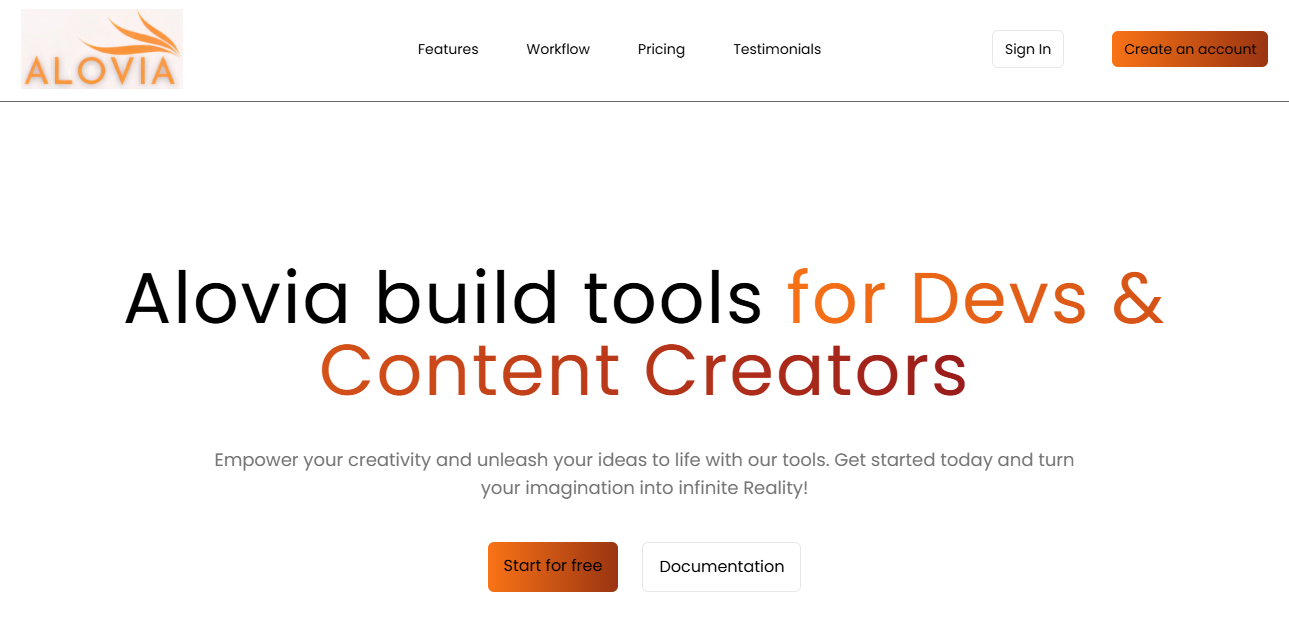 ALOVIA
Features
Workflow
Pricing
Testimonials
Sign In
Create an account
Alovia build tools for Devs &
Content Creators
Empower your creativity and unleash your ideas to life with our tools. Get started today and turn
your imagination into infinite Reality!
Start for free
Documentation